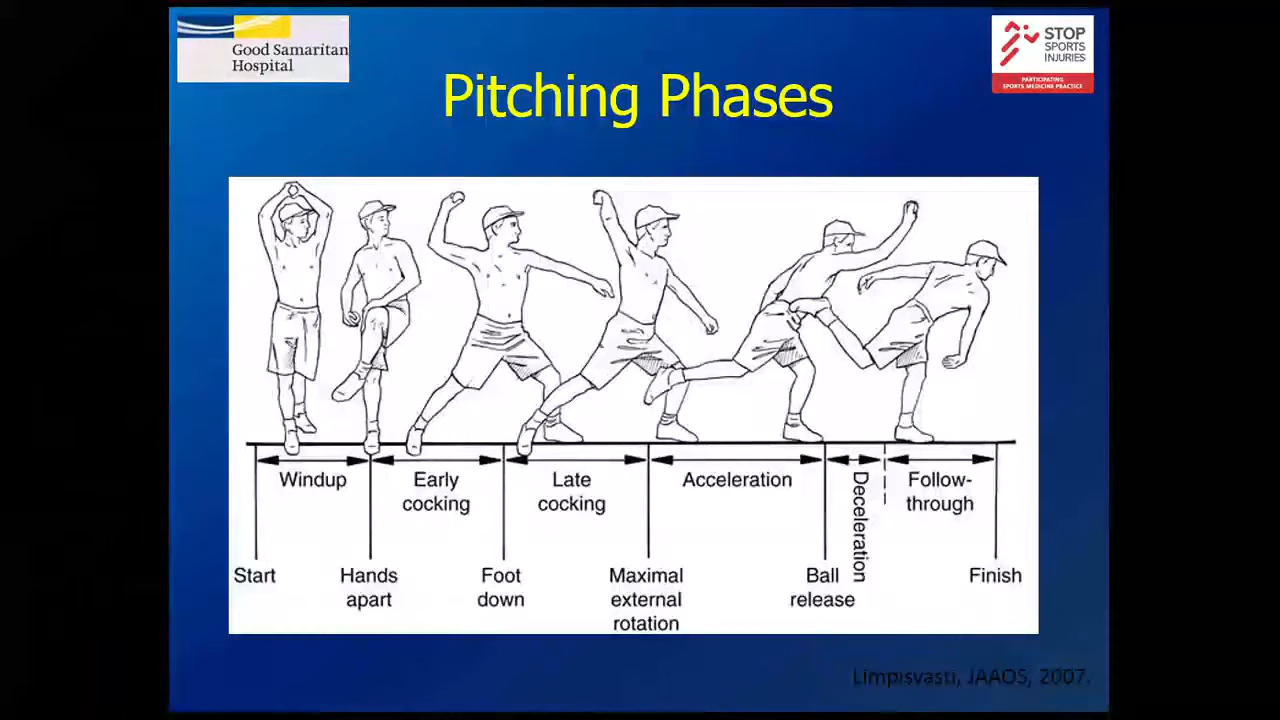 Good Samaritan
Hospital
STOP
SPORTS
INJURIES
PARTICIPATING
SPORTS MEDICINE PRACTICE
Pitching Phases
Windup
Early
cocking
Late
cocking
Acceleration
Deceleration
Follow-
through
Start
Hands
apart
Foot
down
Maximal
external
rotation
Ball
release
Finish
Limpisvasti, JAAOS, 2007.